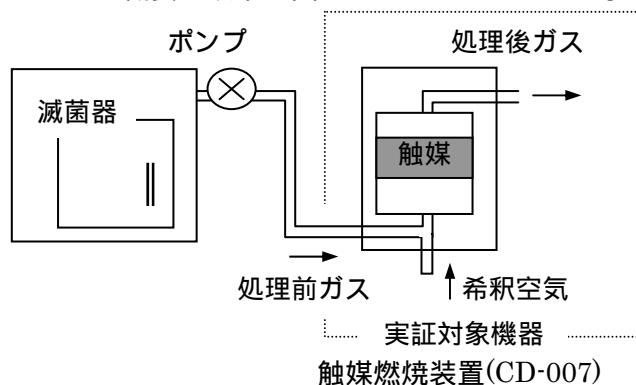 ポンプ
処理後ガス
滅菌器
触媒
処理前ガス
希釈空気
実証対象機器
触媒燃焼装置(CD-007)